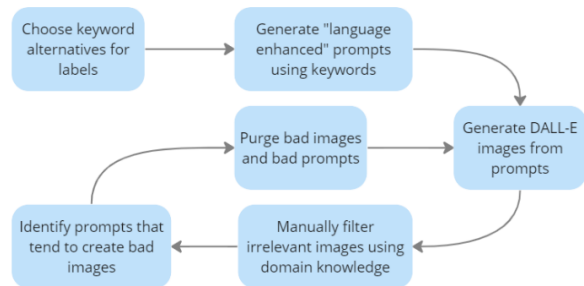 Choose keyword
alternatives for
labels
Generate "language
enhanced" prompts
using keywords
Generate DALL-E
images from
prompts
Purge bad images
and bad prompts
Manually filter
irrelevant images using
domain knowledge
Identify prompts that
tend to create bad
images